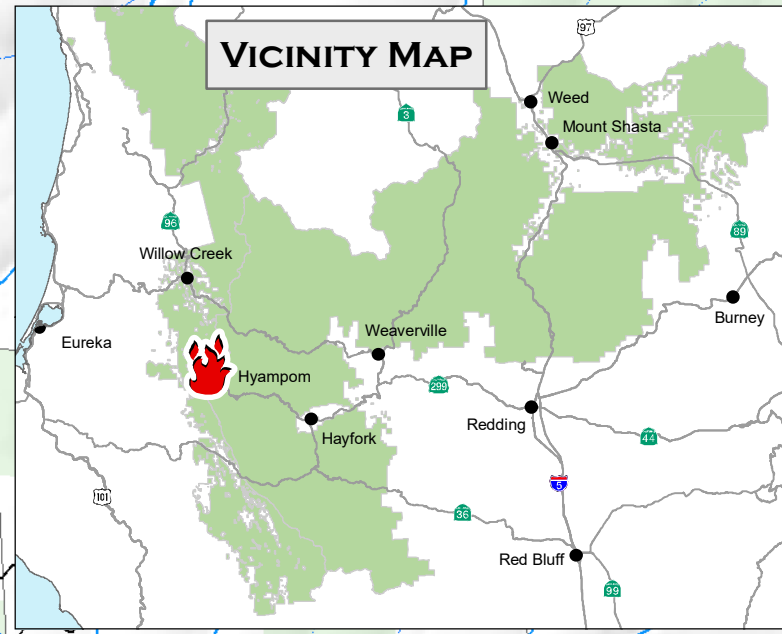 VICINITY MAP
97
Weed
3
Mount Shasta
96
89
Willow Creek
Burney
Eureka
Weaverville
Hyampom
299
Redding
Hayfork
44
5
101
36
Red Bluff
99